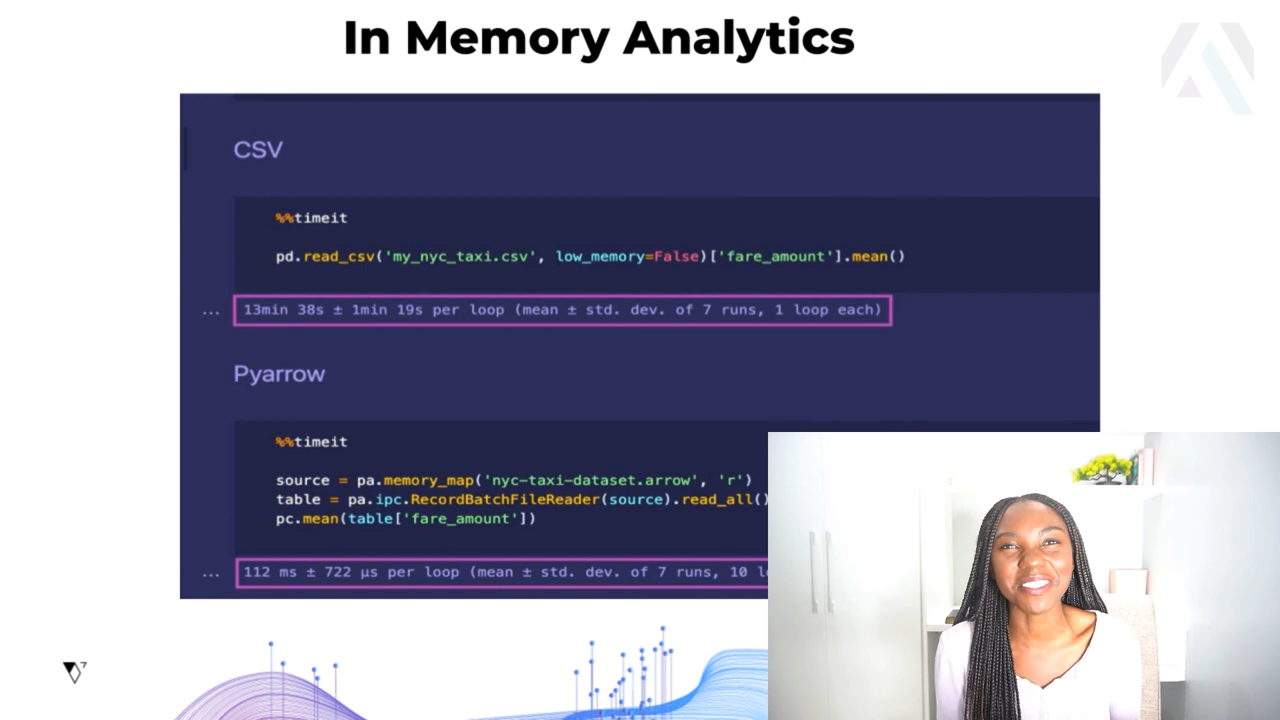 In Memory Analytics
CSV
%%timeit
pd.read_csv('my_nyc_taxi.csv', low_memory=False)['fare_amount'].mean()
... 13min 38s ± 1min 19s per loop (mean ± std. dev. of 7 runs, 1 loop each)
Pyarrow
%%timeit
source = pa.memory_map('nyc-taxi-dataset.arrow', 'r')
table = pa.ipc.RecordBatchFileReader(source).read_all()
pc.mean(table['fare_amount'])
... 112 ms ± 722 µs per loop (mean ± std. dev. of 7 runs, 10
7